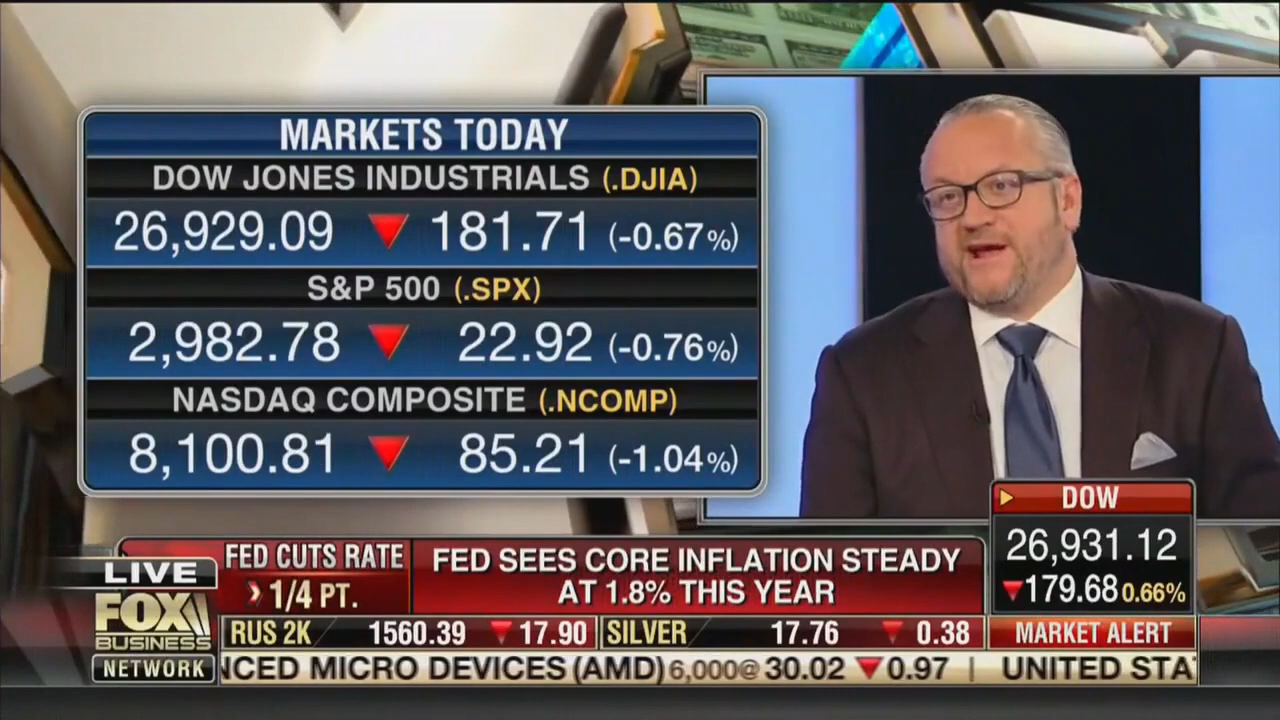 MARKETS TODAY
DOW JONES INDUSTRIALS (.DJIA)
26,929.09 ▼ 181.71 (-0.67%)
S&P 500 (.SPX)
2,982.78 ▼ 22.92 (-0.76%)
NASDAQ COMPOSITE (.NCOMP)
8,100.81 ▼ 85.21 (-1.04%)
DOW
26,931.12
▼179.68 0.66%
MARKET ALERT
FED CUTS RATE
1/4 PT.
FED SEES CORE INFLATION STEADY
AT 1.8% THIS YEAR
LIVE
FOX
BUSINESS
NETWORK
RUS 2K 1560.39 ▼ 17.90
SILVER 17.76 ▼ 0.38
NCED MICRO DEVICES (AMD) 6,000@ 30.02 ▼0.97 | UNITED STA